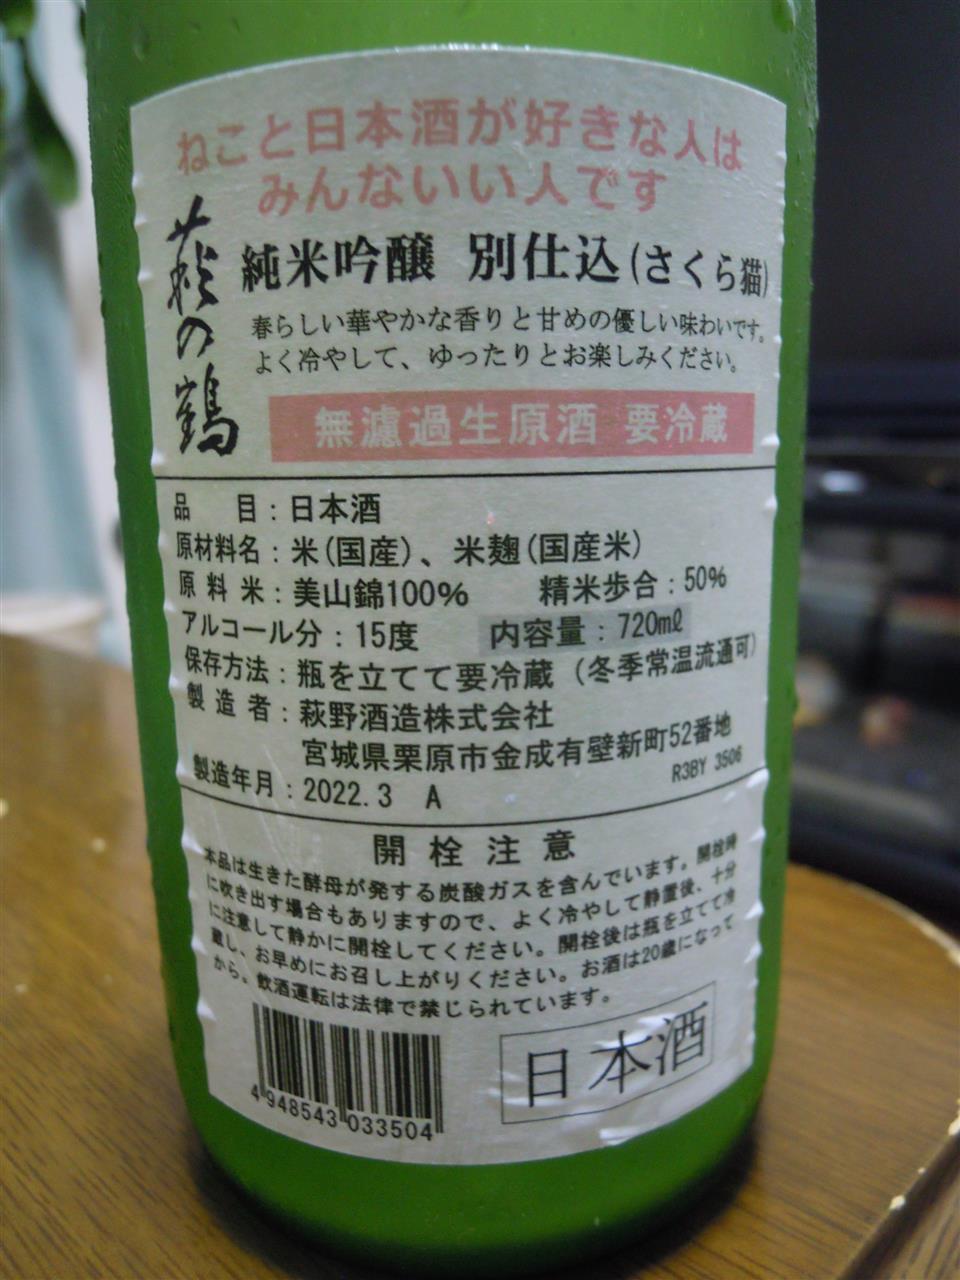 ねこと日本酒が好きな人は
みんないい人です
萩の鶴
純米吟醸 別仕込(さくら猫)
春らしい華やかな香りと甘めの優しい味わいです。
よく冷やして、ゆったりとお楽しみください。
無濾過生原酒 要冷蔵
品 目:日本酒
原材料名:米(国産)、米麹(国産米)
原料米:美山錦100% 精米歩合:50%
アルコール分:15度 内容量:720mℓ
保存方法:瓶を立てて要冷蔵(冬季常温流通可)
製造者:萩野酒造株式会社
宮城県栗原市金成有壁新町52番地
製造年月:2022.3 A R3BY 3506
開栓注意
本品は生きた酵母が発する炭酸ガスを含んでいます。開栓時
に吹き出す場合もありますので、よく冷やして静置後、十分
に注意して静かに開栓してください。開栓後は瓶を立てて冷
蔵し、お早めにお召し上がりください。お酒は20歳になって
から、飲酒運転は法律で禁じられています。
4 948543 033504
日本酒